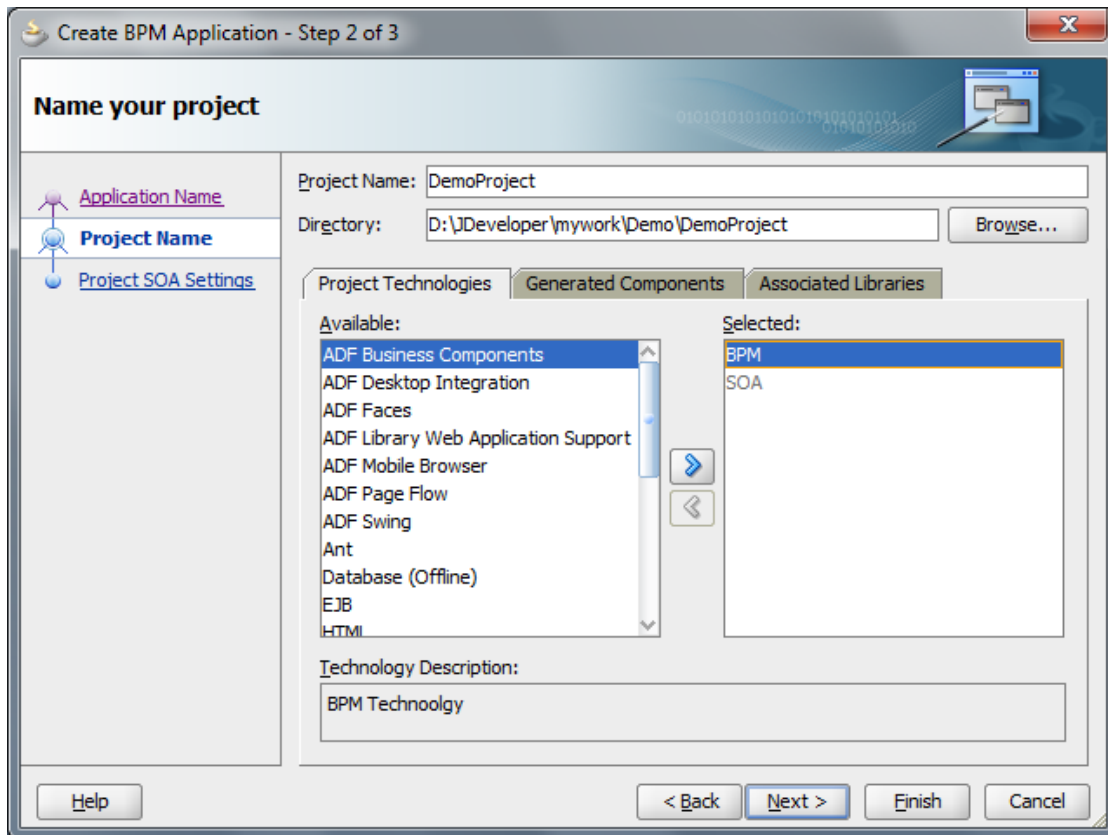 Create BPM Application - Step 2 of 3
X
Name your project
010101010101010101010101
01010101010
Application Name
Project Name
Project SOA Settings
Project Name: DemoProject
Directory: D:\JDeveloper\mywork\Demo\DemoProject Browse...
Project Technologies Generated Components Associated Libraries
Available: Selected:
ADF Business Components BPM
ADF Desktop Integration SOA
ADF Faces
ADF Library Web Application Support
ADF Mobile Browser
ADF Page Flow
ADF Swing
Ant
Database (Offline)
EJB
HTML
Technology Description:
BPM Technoolgy
Help < Back Next > Finish Cancel